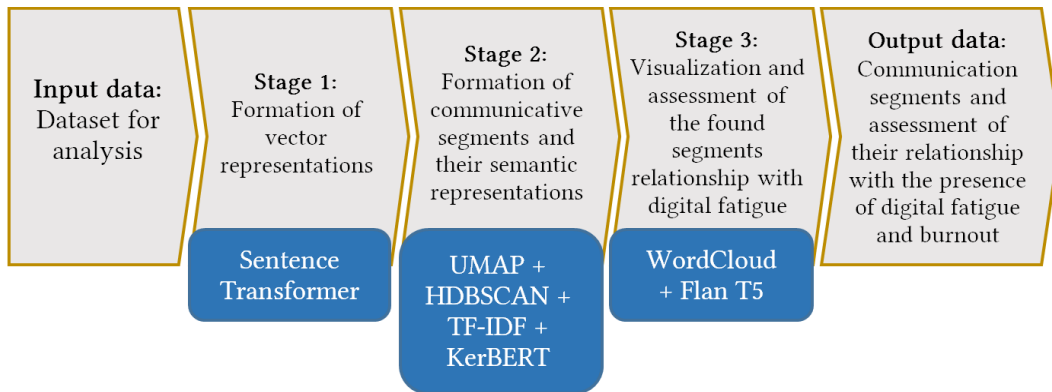 Input data:
Dataset for
analysis
Stage 1:
Formation of
vector
representations
Sentence
Transformer
Stage 2:
Formation of
communicative
segments and
their semantic
representations
UMAP +
HDBSCAN +
TF-IDF +
KerBERT
Stage 3:
Visualization and
assessment of
the found
segments
relationship with
digital fatigue
WordCloud
+ Flan T5
Output data:
Communication
segments and
assessment of
their relationship
with the presence
of digital fatigue
and burnout